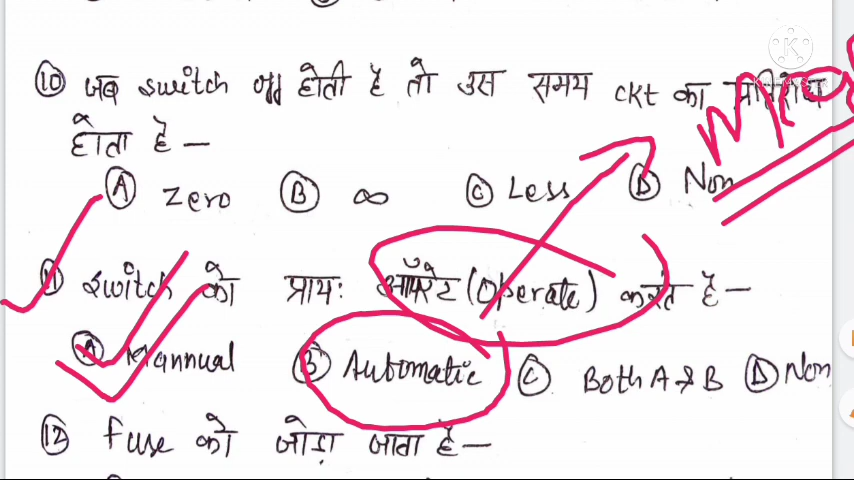 ⑩ जब switch off होती है तो उस समय ckt का प्रतिरोध
होता है —
Ⓐ Zero Ⓑ ∞ Ⓒ Less Ⓓ Non
⑪ switch को प्रायः ऑपरेट (Operate) करते है —
Ⓐ Mannual Ⓑ Automatic Ⓒ Both A & B Ⓓ Non
⑫ fuse को जोड़ा जाता है —